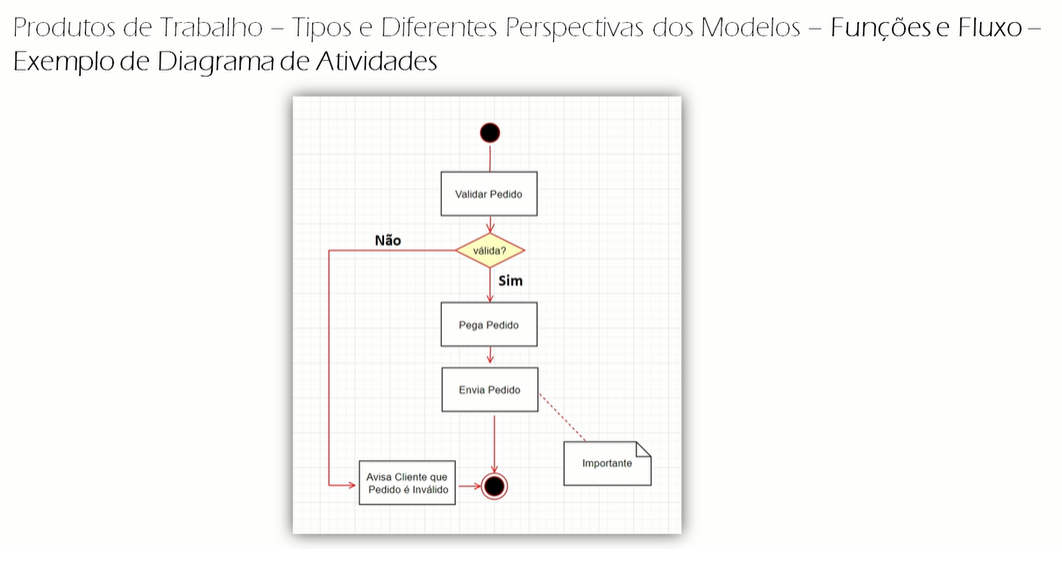 Produtos de Trabalho – Tipos e Diferentes Perspectivas dos Modelos – Funções e Fluxo –
Exemplo de Diagrama de Atividades
Validar Pedido
Não
válida?
Sim
Pega Pedido
Envia Pedido
Importante
Avisa Cliente que
Pedido é Inválido